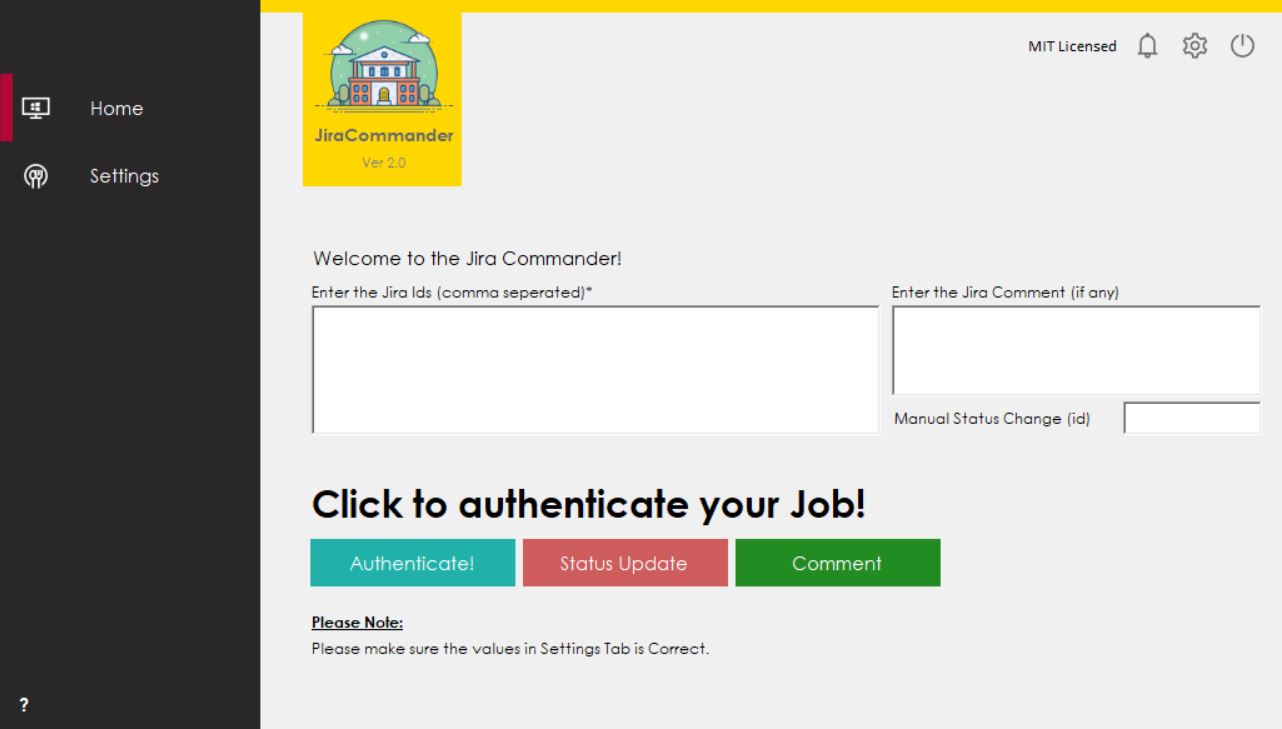 Home
Settings
?
JiraCommander
Ver 2.0
MIT Licensed
Welcome to the Jira Commander!
Enter the Jira Ids (comma seperated)*
Enter the Jira Comment (if any)
Manual Status Change (id)
Click to authenticate your Job!
Authenticate!
Status Update
Comment
Please Note:
Please make sure the values in Settings Tab is Correct.